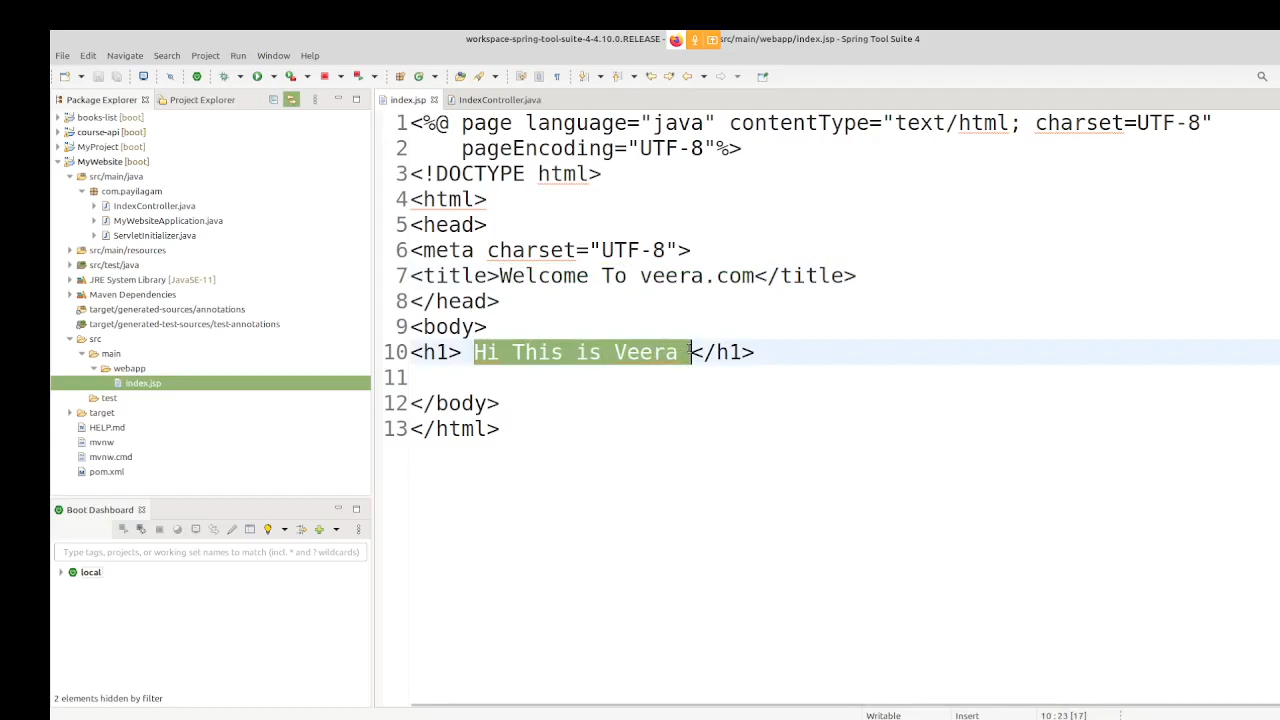 workspace-spring-tool-suite-4-4.10.0.RELEASE - src/main/webapp/index.jsp - Spring Tool Suite 4
File Edit Navigate Search Project Run Window Help
Package Explorer Project Explorer
books-list [boot]
course-api [boot]
MyProject [boot]
MyWebsite [boot]
src/main/java
com.payilagam
IndexController.java
MyWebsiteApplication.java
ServletInitializer.java
src/main/resources
src/test/java
JRE System Library [JavaSE-11]
Maven Dependencies
target/generated-sources/annotations
target/generated-test-sources/test-annotations
src
main
webapp
index.jsp
test
target
HELP.md
mvnw
mvnw.cmd
pom.xml
Boot Dashboard
Type tags, projects, or working set names to match (incl. * and ? wildcards)
local
2 elements hidden by filter
index.jsp IndexController.java
1 <%@ page language="java" contentType="text/html; charset=UTF-8"
2 pageEncoding="UTF-8"%>
3 <!DOCTYPE html>
4 <html>
5 <head>
6 <meta charset="UTF-8">
7 <title>Welcome To veera.com</title>
8 </head>
9 <body>
10 <h1> Hi This is Veera </h1>
11
12 </body>
13 </html>
Writable Insert 10 : 23 [17]